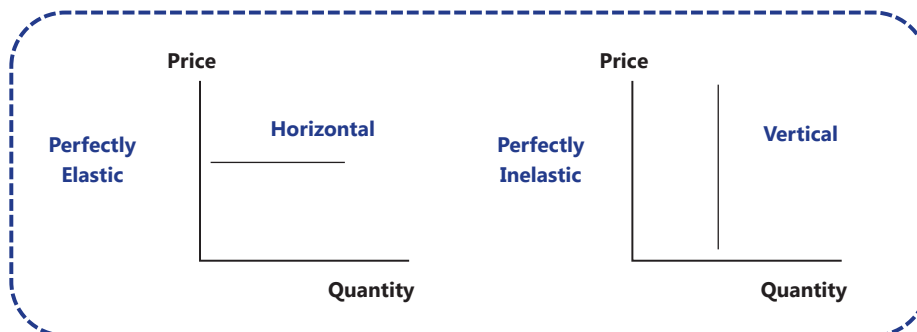 Price
Horizontal
Perfectly
Elastic
Quantity
Price
Vertical
Perfectly
Inelastic
Quantity